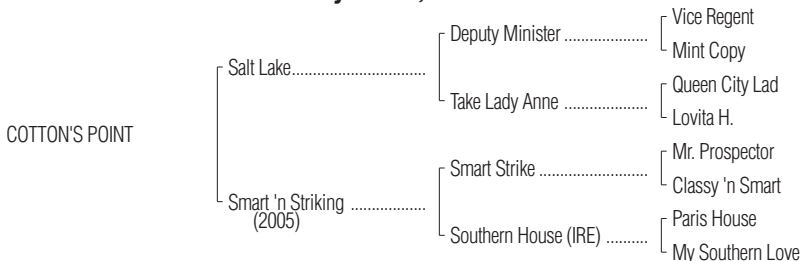 Vice Regent
Deputy Minister ....................
Mint Copy
Salt Lake................................
Queen City Lad
Take Lady Anne ....................
Lovita H.
COTTON'S POINT
Mr. Prospector
Smart Strike ..........................
Classy 'n Smart
Smart 'n Striking ..................
(2005)
Paris House
Southern House (IRE) ..........
My Southern Love